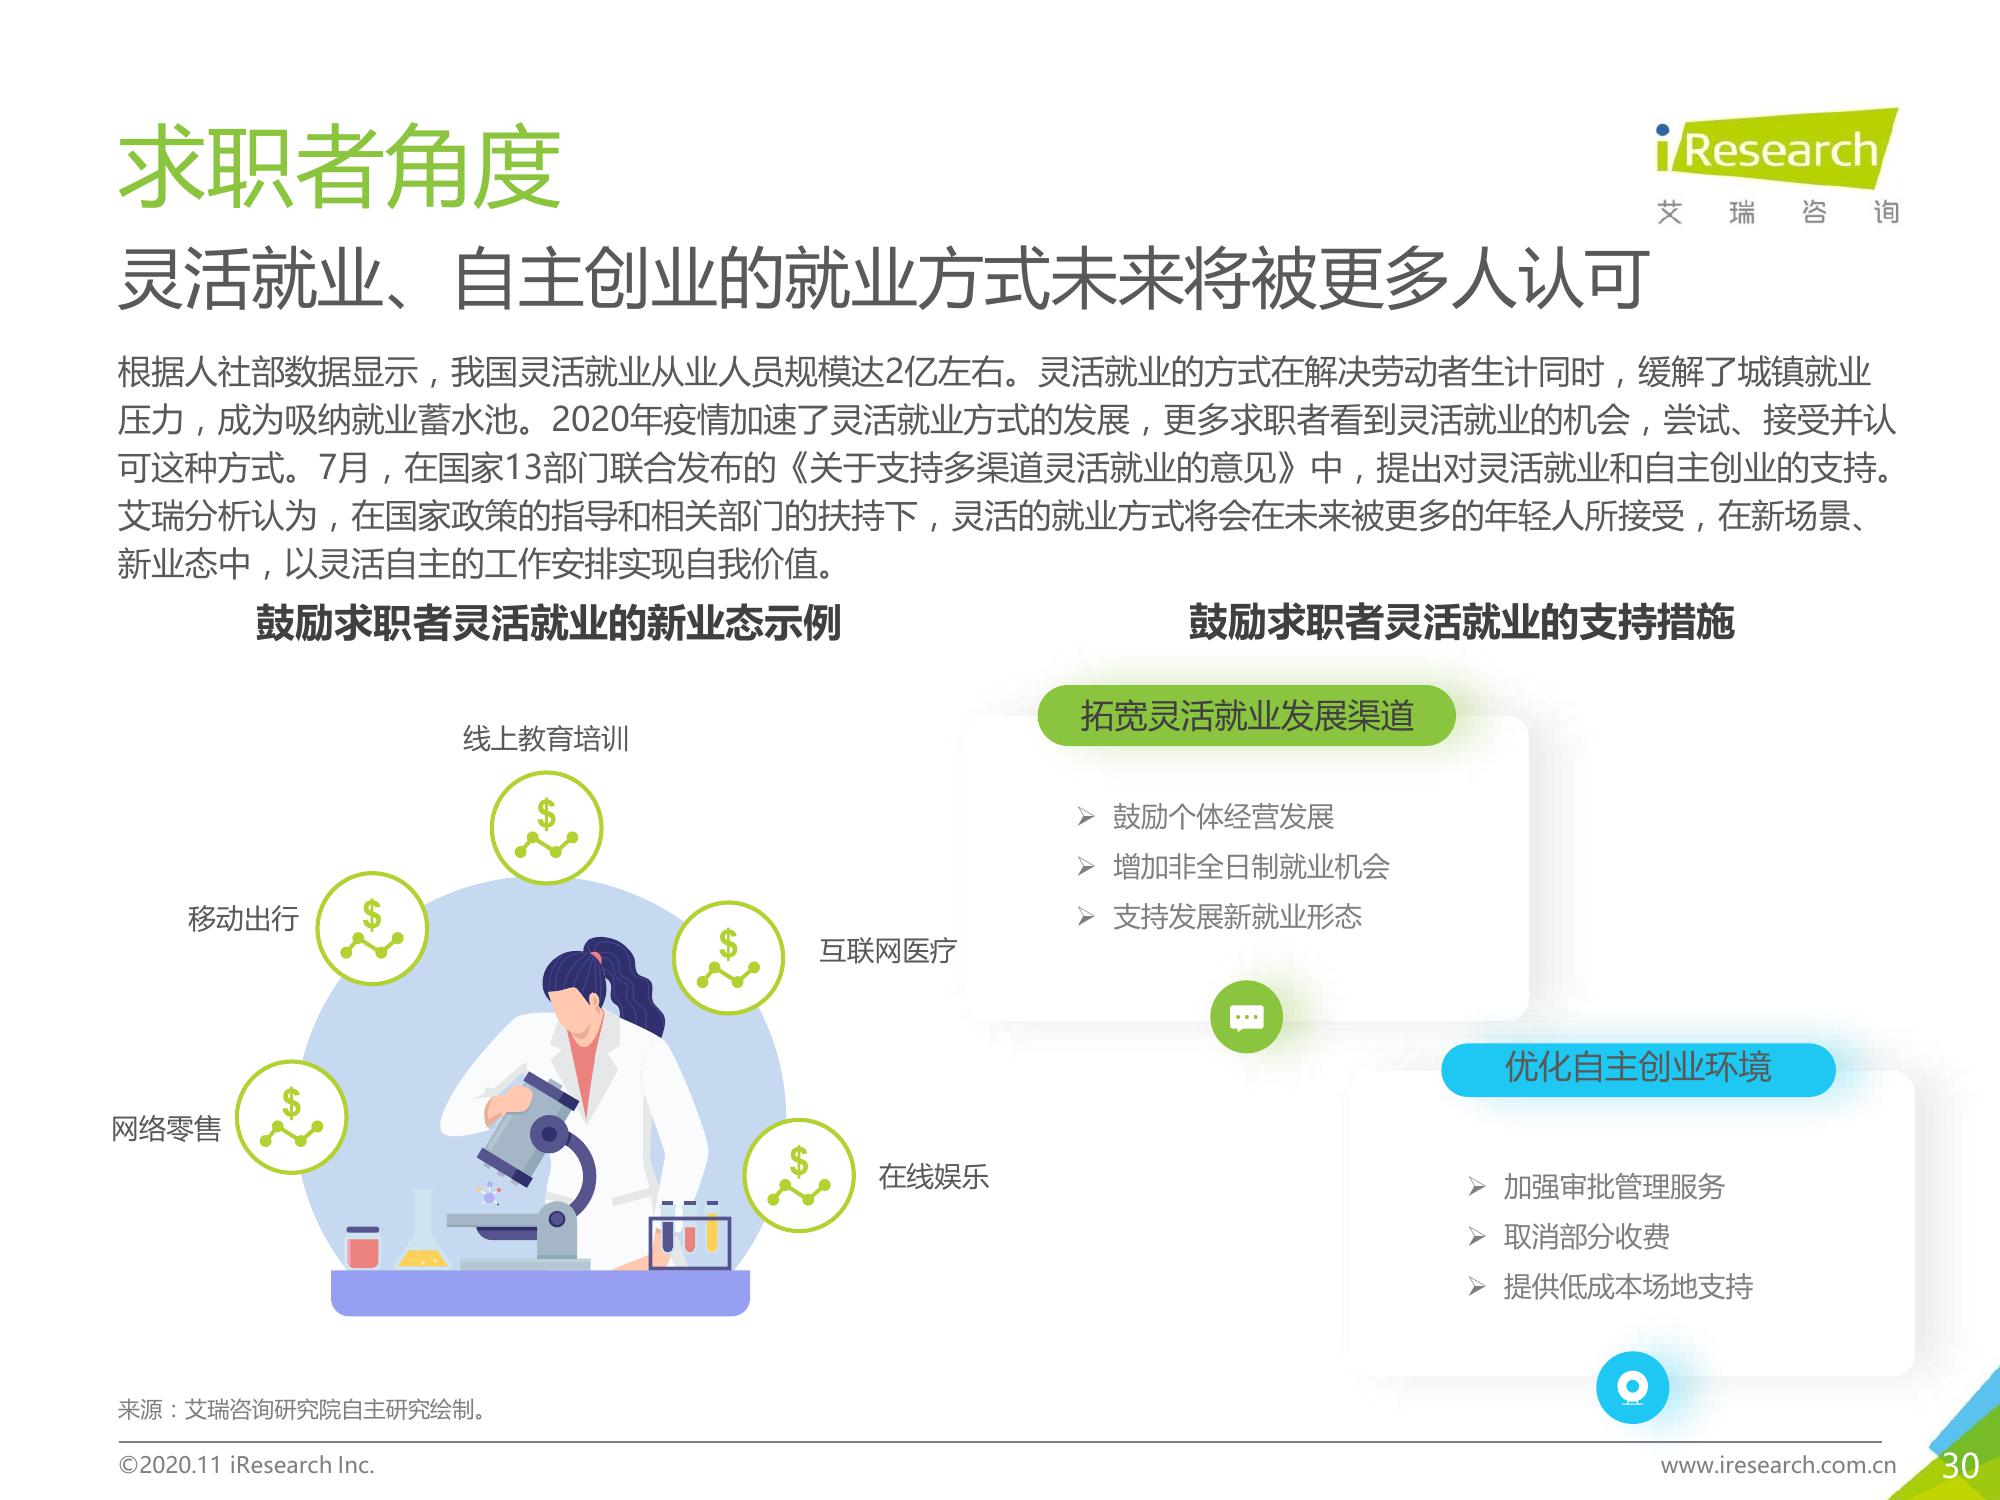 求职者角度
iResearch
艾瑞咨询
灵活就业、自主创业的就业方式未来将被更多人认可
根据人社部数据显示，我国灵活就业从业人员规模达2亿左右。灵活就业的方式在解决劳动者生计同时，缓解了城镇就业
压力，成为吸纳就业蓄水池。2020年疫情加速了灵活就业方式的发展，更多求职者看到灵活就业的机会，尝试、接受并认
可这种方式。7月，在国家13部门联合发布的《关于支持多渠道灵活就业的意见》中，提出对灵活就业和自主创业的支持。
艾瑞分析认为，在国家政策的指导和相关部门的扶持下，灵活的就业方式将会在未来被更多的年轻人所接受，在新场景、
新业态中，以灵活自主的工作安排实现自我价值。
鼓励求职者灵活就业的新业态示例
线上教育培训
移动出行
互联网医疗
网络零售
在线娱乐
鼓励求职者灵活就业的支持措施
拓宽灵活就业发展渠道
➢ 鼓励个体经营发展
➢ 增加非全日制就业机会
➢ 支持发展新就业形态
优化自主创业环境
➢ 加强审批管理服务
➢ 取消部分收费
➢ 提供低成本场地支持
来源：艾瑞咨询研究院自主研究绘制。
©2020.11 iResearch Inc.
www.iresearch.com.cn
30